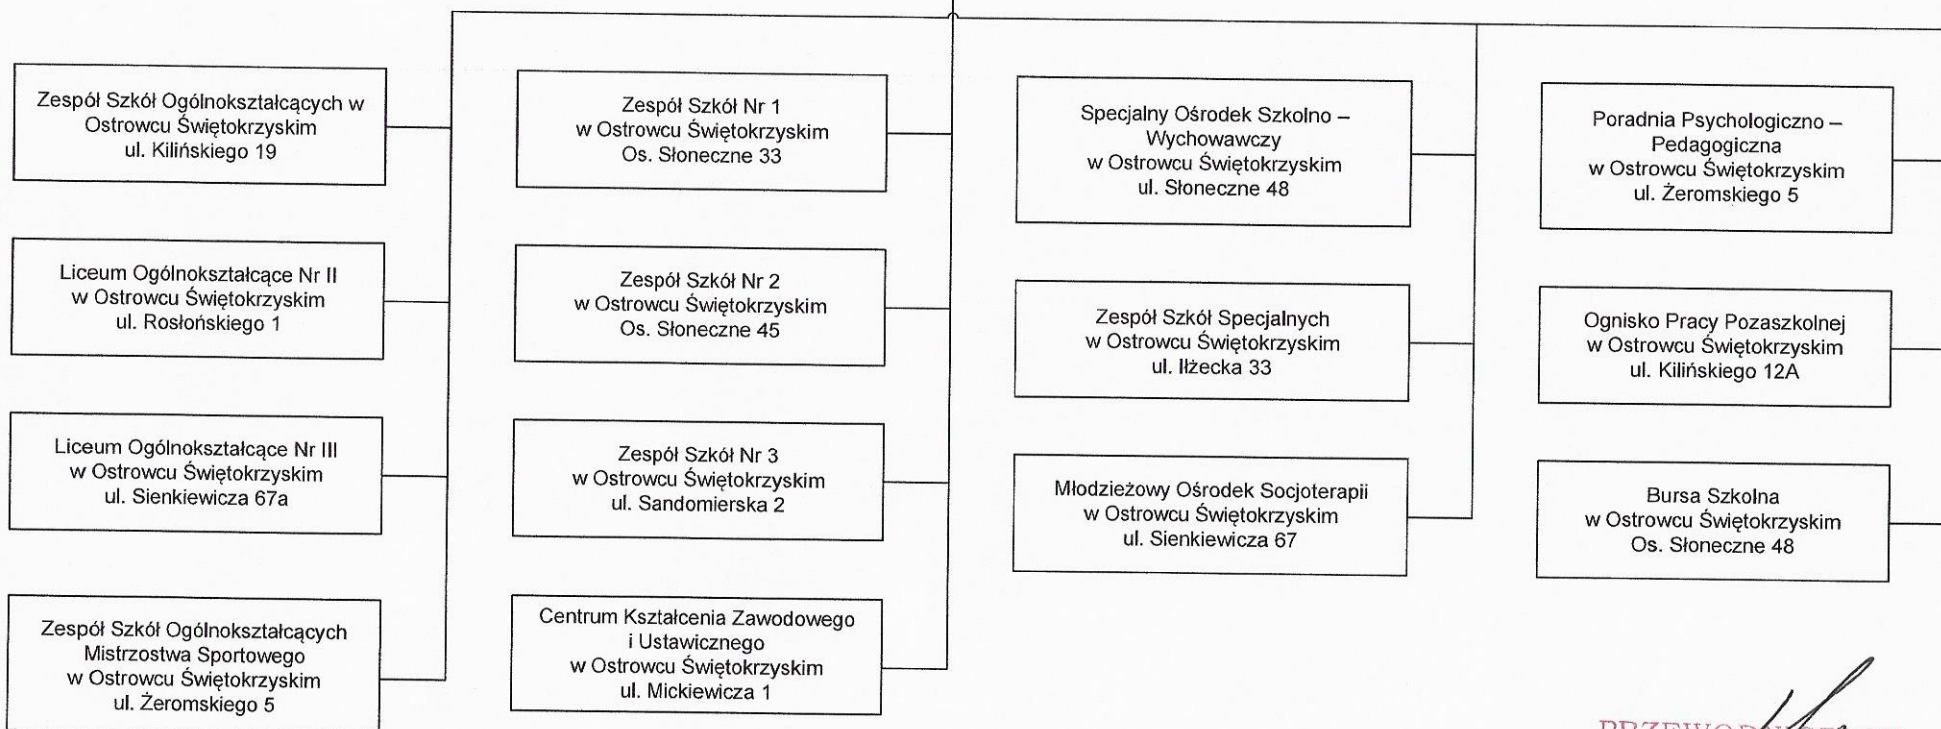 Zespół Szkół Ogólnokształcących w
Ostrowcu Świętokrzyskim
ul. Kilińskiego 19
Liceum Ogólnokształcące Nr II
w Ostrowcu Świętokrzyskim
ul. Rosłońskiego 1
Liceum Ogólnokształcące Nr III
w Ostrowcu Świętokrzyskim
ul. Sienkiewicza 67a
Zespół Szkół Ogólnokształcących
Mistrzostwa Sportowego
w Ostrowcu Świętokrzyskim
ul. Żeromskiego 5
Zespół Szkół Nr 1
w Ostrowcu Świętokrzyskim
Os. Słoneczne 33
Zespół Szkół Nr 2
w Ostrowcu Świętokrzyskim
Os. Słoneczne 45
Zespół Szkół Nr 3
w Ostrowcu Świętokrzyskim
ul. Sandomierska 2
Centrum Kształcenia Zawodowego
i Ustawicznego
w Ostrowcu Świętokrzyskim
ul. Mickiewicza 1
Specjalny Ośrodek Szkolno –
Wychowawczy
w Ostrowcu Świętokrzyskim
ul. Słoneczne 48
Zespół Szkół Specjalnych
w Ostrowcu Świętokrzyskim
ul. Iłżecka 33
Młodzieżowy Ośrodek Socjoterapii
w Ostrowcu Świętokrzyskim
ul. Sienkiewicza 67
Poradnia Psychologiczno –
Pedagogiczna
w Ostrowcu Świętokrzyskim
ul. Żeromskiego 5
Ognisko Pracy Pozaszkolnej
w Ostrowcu Świętokrzyskim
ul. Kilińskiego 12A
Bursa Szkolna
w Ostrowcu Świętokrzyskim
Os. Słoneczne 48